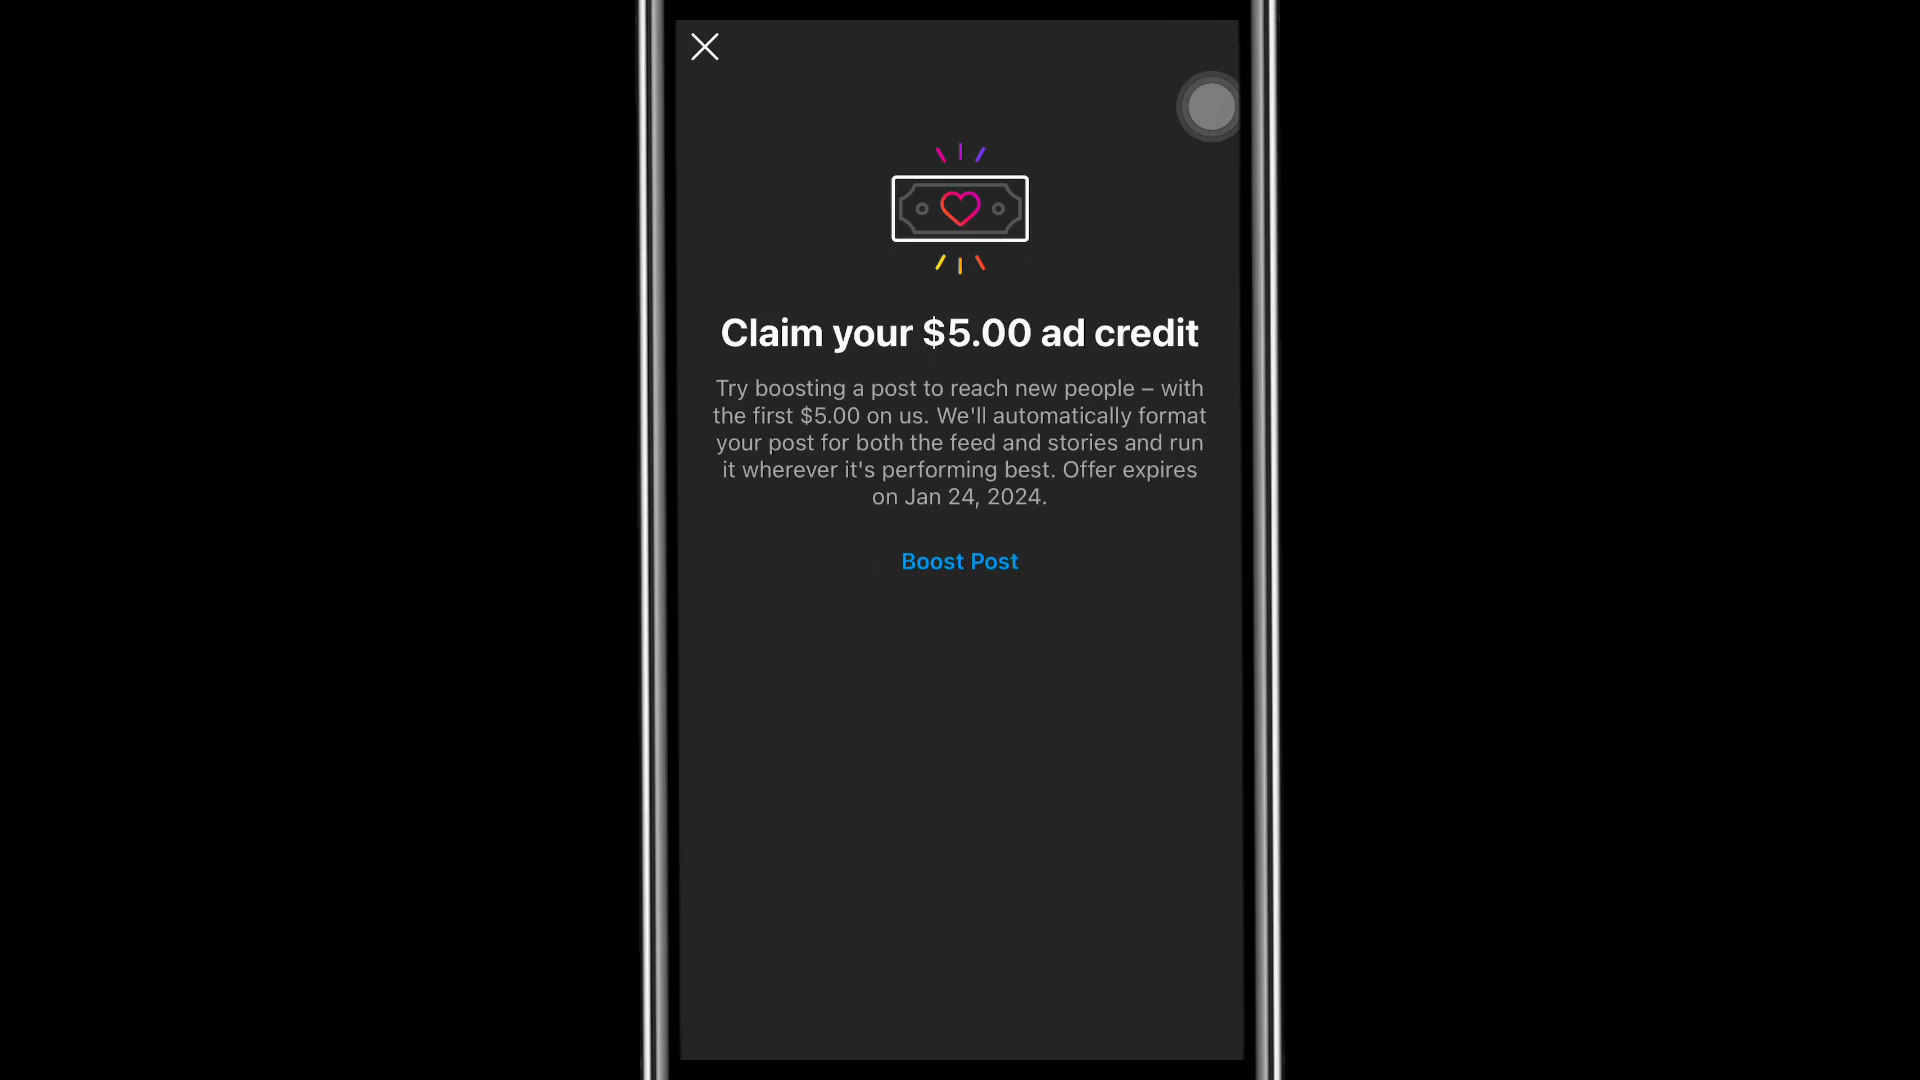 Claim your $5.00 ad credit
Try boosting a post to reach new people – with
the first $5.00 on us. We'll automatically format
your post for both the feed and stories and run
it wherever it's performing best. Offer expires
on Jan 24, 2024.
Boost Post